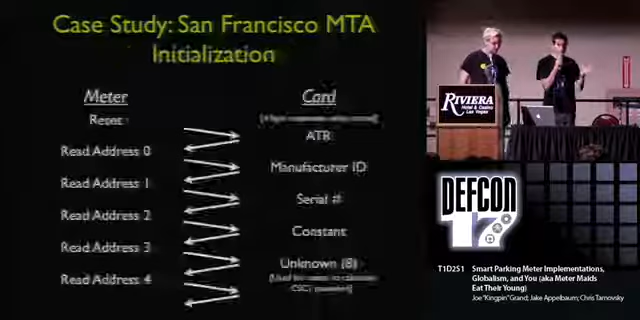 Case Study: San Francisco MTA
Initialization
Meter
Card
Reset
ATR
Read Address 0
Manufacturer ID
Read Address 1
Serial #
Read Address 2
Constant
Read Address 3
Unknown (8)
Read Address 4
RIVIERA
Hotel & Casino
Las Vegas
DEFCON
17
T1D2S1 Smart Parking Meter Implementations,
Globalism, and You (aka Meter Maids
Eat Their Young)
Joe "Kingpin" Grand; Jake Appelbaum; Chris Tarnovsky